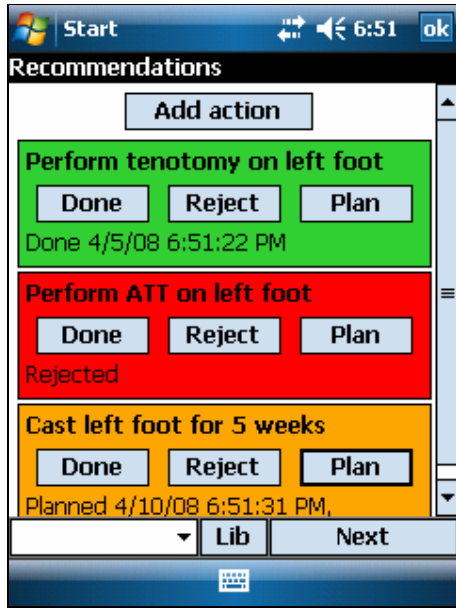 Start 6:51 ok
Recommendations
Add action
Perform tenotomy on left foot
Done Reject Plan
Done 4/5/08 6:51:22 PM
Perform ATT on left foot
Done Reject Plan
Rejected
Cast left foot for 5 weeks
Done Reject Plan
Planned 4/10/08 6:51:31 PM,
Lib Next